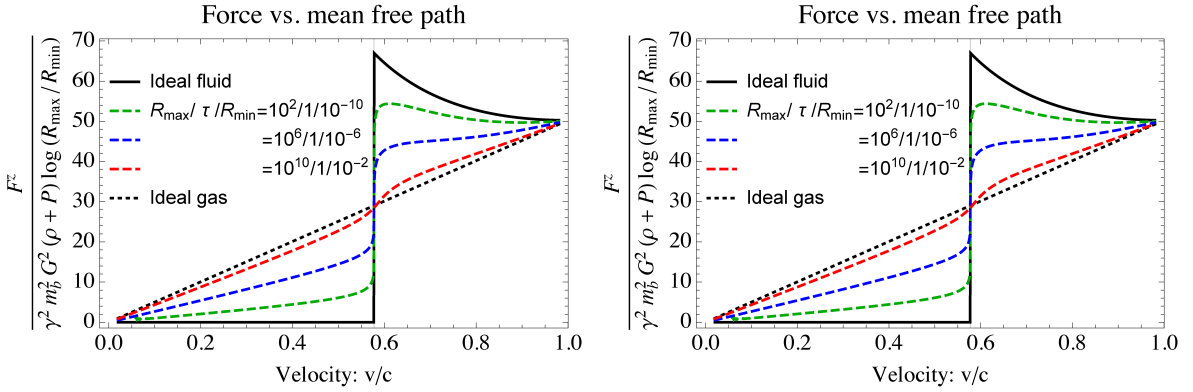 Force vs. mean free path
70
60
50
40
30
20
10
0
F^z
γ² m_b² G² (ρ + P) log (R_max / R_min)
Ideal fluid
R_max / τ / R_min =10²/1/10⁻¹⁰
=10⁶/1/10⁻⁶
=10¹⁰/1/10⁻²
Ideal gas
0.0 0.2 0.4 0.6 0.8 1.0
Velocity: v/c
Force vs. mean free path
70
60
50
40
30
20
10
0
F^z
γ² m_b² G² (ρ + P) log (R_max / R_min)
Ideal fluid
R_max / τ / R_min =10²/1/10⁻¹⁰
=10⁶/1/10⁻⁶
=10¹⁰/1/10⁻²
Ideal gas
0.0 0.2 0.4 0.6 0.8 1.0
Velocity: v/c